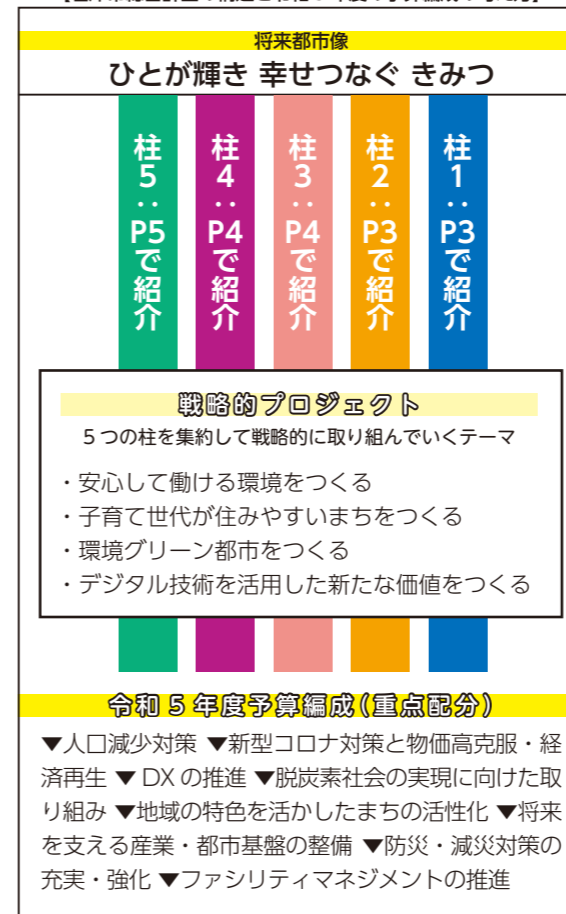 将来都市像
ひとが輝き 幸せつなぐ きみつ
柱1：P3で紹介
柱2：P3で紹介
柱3：P4で紹介
柱4：P4で紹介
柱5：P5で紹介
戦略的プロジェクト
5つの柱を集約して戦略的に取り組んでいくテーマ
・安心して働ける環境をつくる
・子育て世代が住みやすいまちをつくる
・環境グリーン都市をつくる
・デジタル技術を活用した新たな価値をつくる
令和5年度予算編成(重点配分)
▼人口減少対策 ▼新型コロナ対策と物価高克服・経
済再生 ▼DXの推進 ▼脱炭素社会の実現に向けた取
り組み ▼地域の特色を活かしたまちの活性化 ▼将来
を支える産業・都市基盤の整備 ▼防災・減災対策の
充実・強化 ▼ファシリティマネジメントの推進